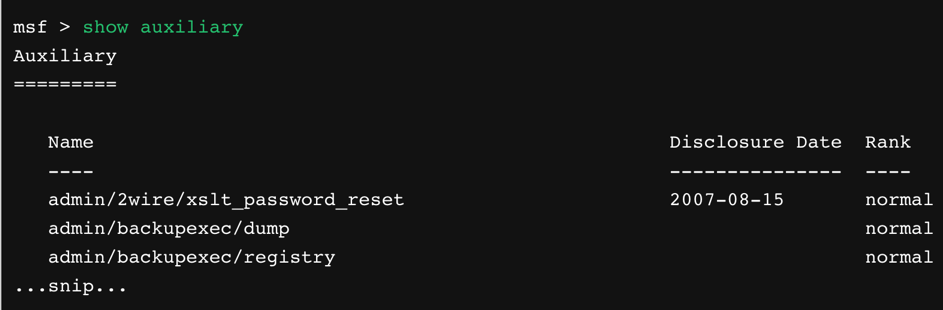 msf > show auxiliary
Auxiliary
=========
Name Disclosure Date Rank
---- --------------- ----
admin/2wire/xslt_password_reset 2007-08-15 normal
admin/backupexec/dump normal
admin/backupexec/registry normal
...snip...